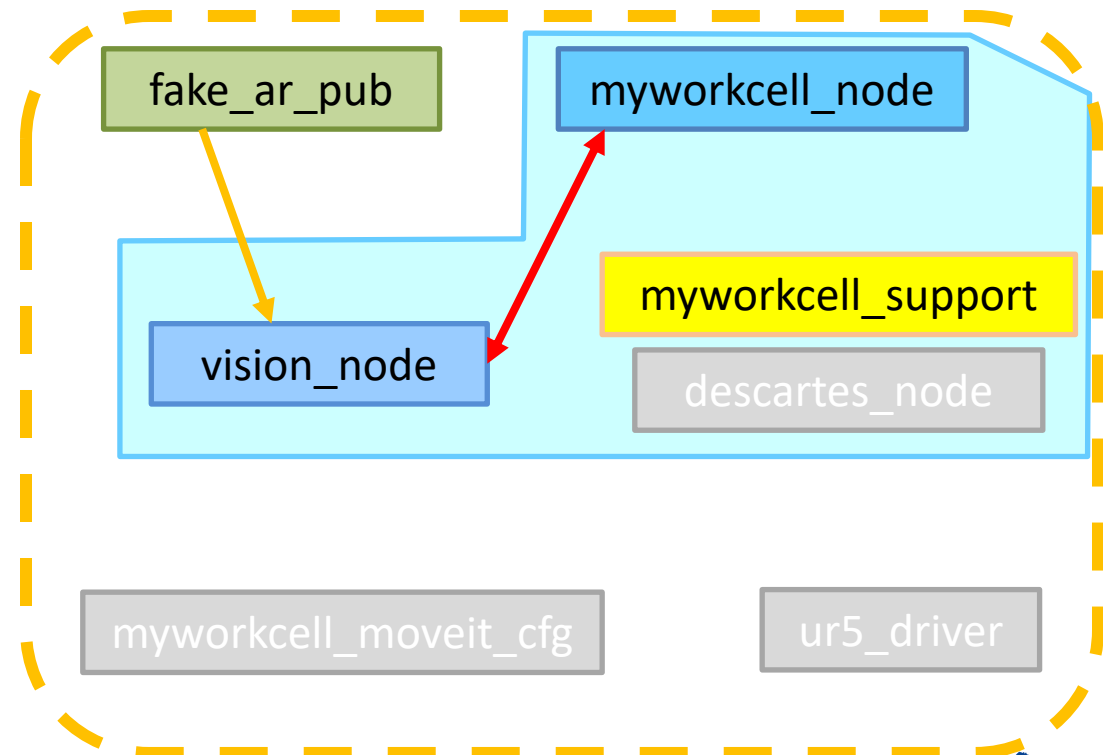 fake_ar_pub
myworkcell_node
myworkcell_support
vision_node
descartes_node
myworkcell_moveit_cfg
ur5_driver